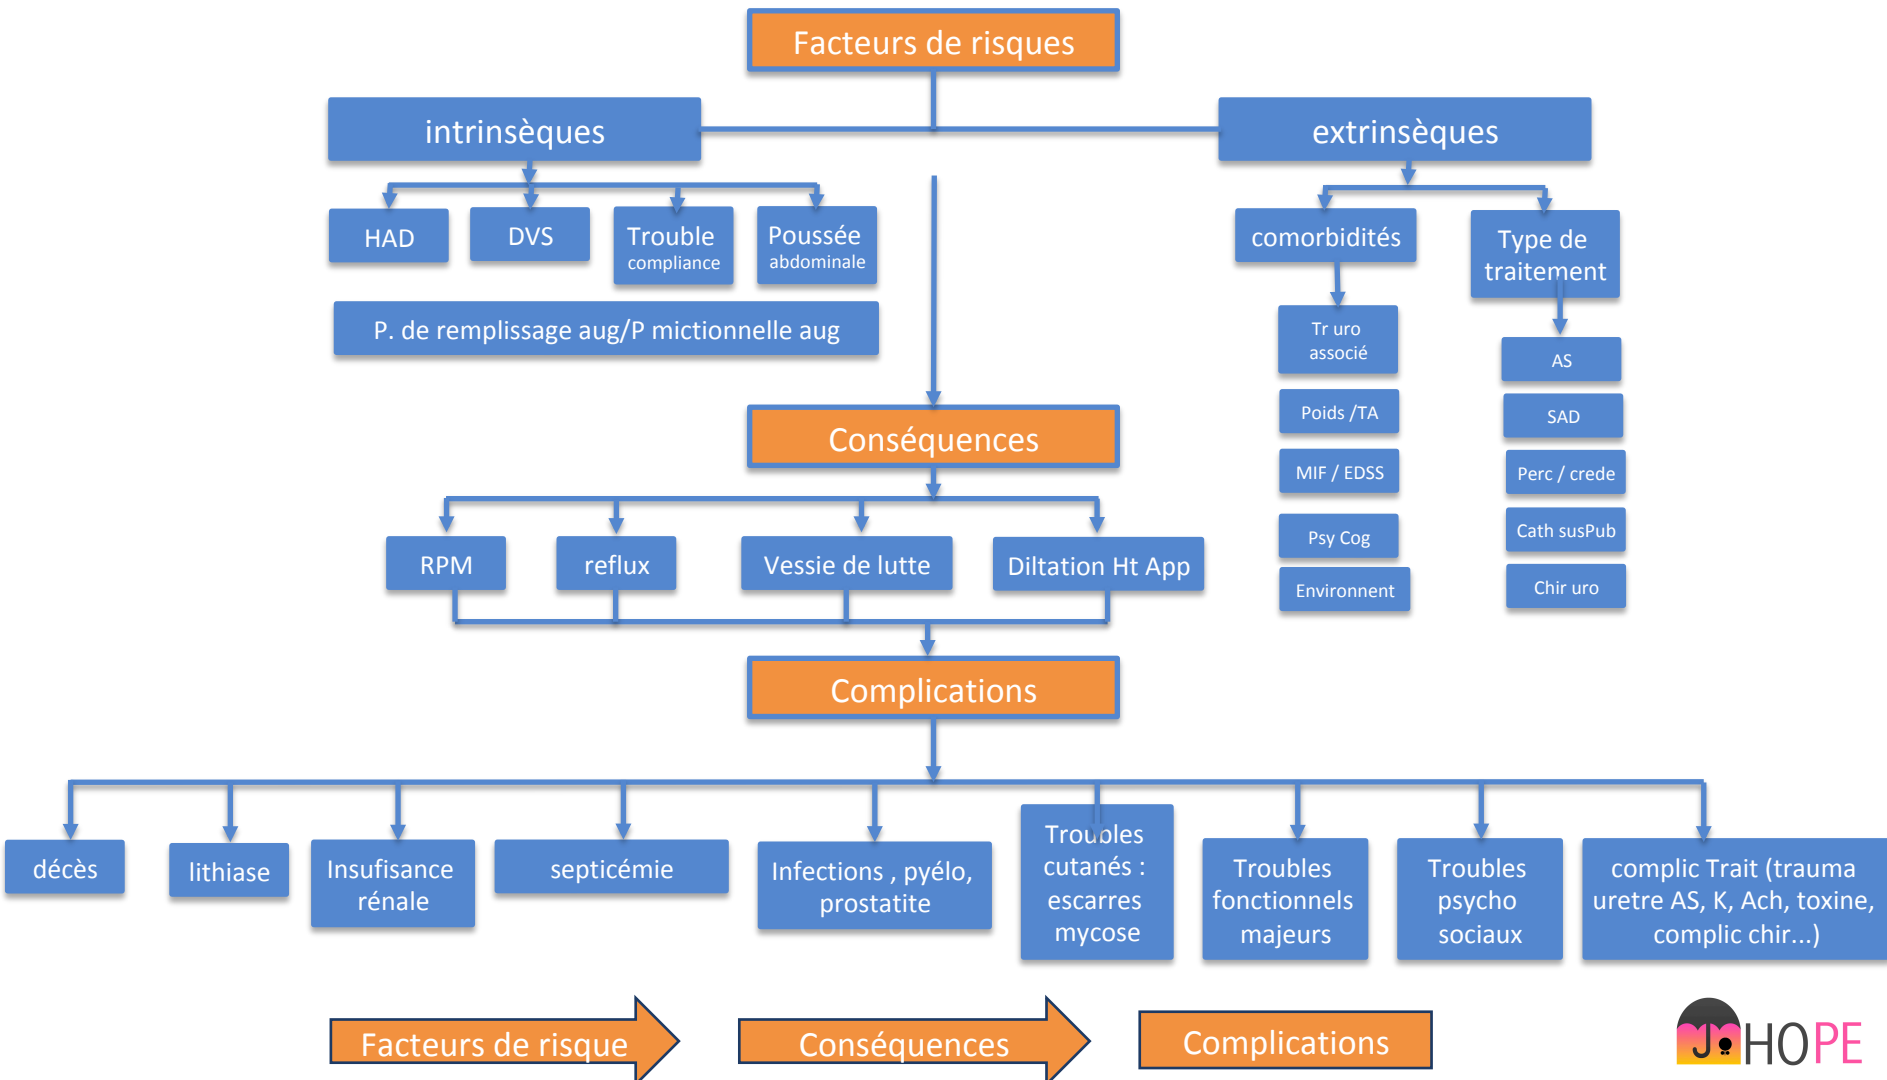 Facteurs de risques
intrinsèques
extrinsèques
HAD
DVS
Trouble
compliance
Poussée
abdominale
comorbidités
Type de
traitement
P. de remplissage aug/P mictionnelle aug
Tr uro
associé
Poids /TA
MIF / EDSS
Psy Cog
Environnent
AS
SAD
Perc / crede
Cath susPub
Chir uro
Conséquences
RPM
reflux
Vessie de lutte
Diltation Ht App
Complications
décès
lithiase
Insufisance
rénale
septicémie
Infections , pyélo,
prostatite
Troubles
cutanés :
escarres
mycose
Troubles
fonctionnels
majeurs
Troubles
psycho
sociaux
complic Trait (trauma
uretre AS, K, Ach, toxine,
complic chir...)
Facteurs de risque
Conséquences
Complications
HOPE